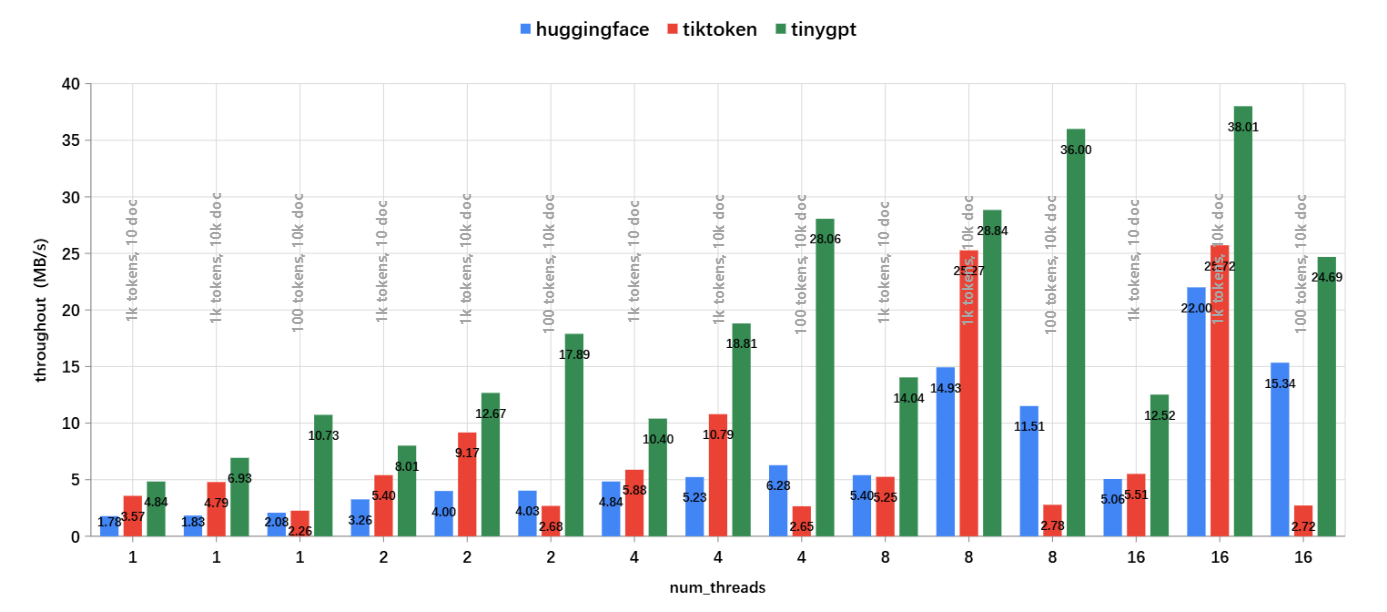 huggingface tiktoken tinygpt
throughout (MB/s)
40
35
30
25
20
15
10
5
0
1k tokens, 10 doc
1k tokens, 10k doc
100 tokens, 10k doc
1k tokens, 10 doc
1k tokens, 10k doc
100 tokens, 10k doc
1k tokens, 10 doc
1k tokens, 10k doc
100 tokens, 10k doc
1k tokens, 10 doc
1k tokens, 10k doc
100 tokens, 10k doc
1k tokens, 10 doc
1k tokens, 10k doc
100 tokens, 10k doc
1.78 3.57 4.84
1.83 4.79 6.93
2.08 2.26 10.73
3.26 5.40 8.01
4.00 9.17 12.67
4.03 2.68 17.89
4.84 5.88 10.40
5.23 10.79 18.81
6.28 2.65 28.06
5.40 5.25 14.04
14.93 25.27 28.84
11.51 2.78 36.00
5.06 5.51 12.52
22.00 25.72 38.01
15.34 2.72 24.69
1 1 1 2 2 2 4 4 4 8 8 8 16 16 16
num_threads